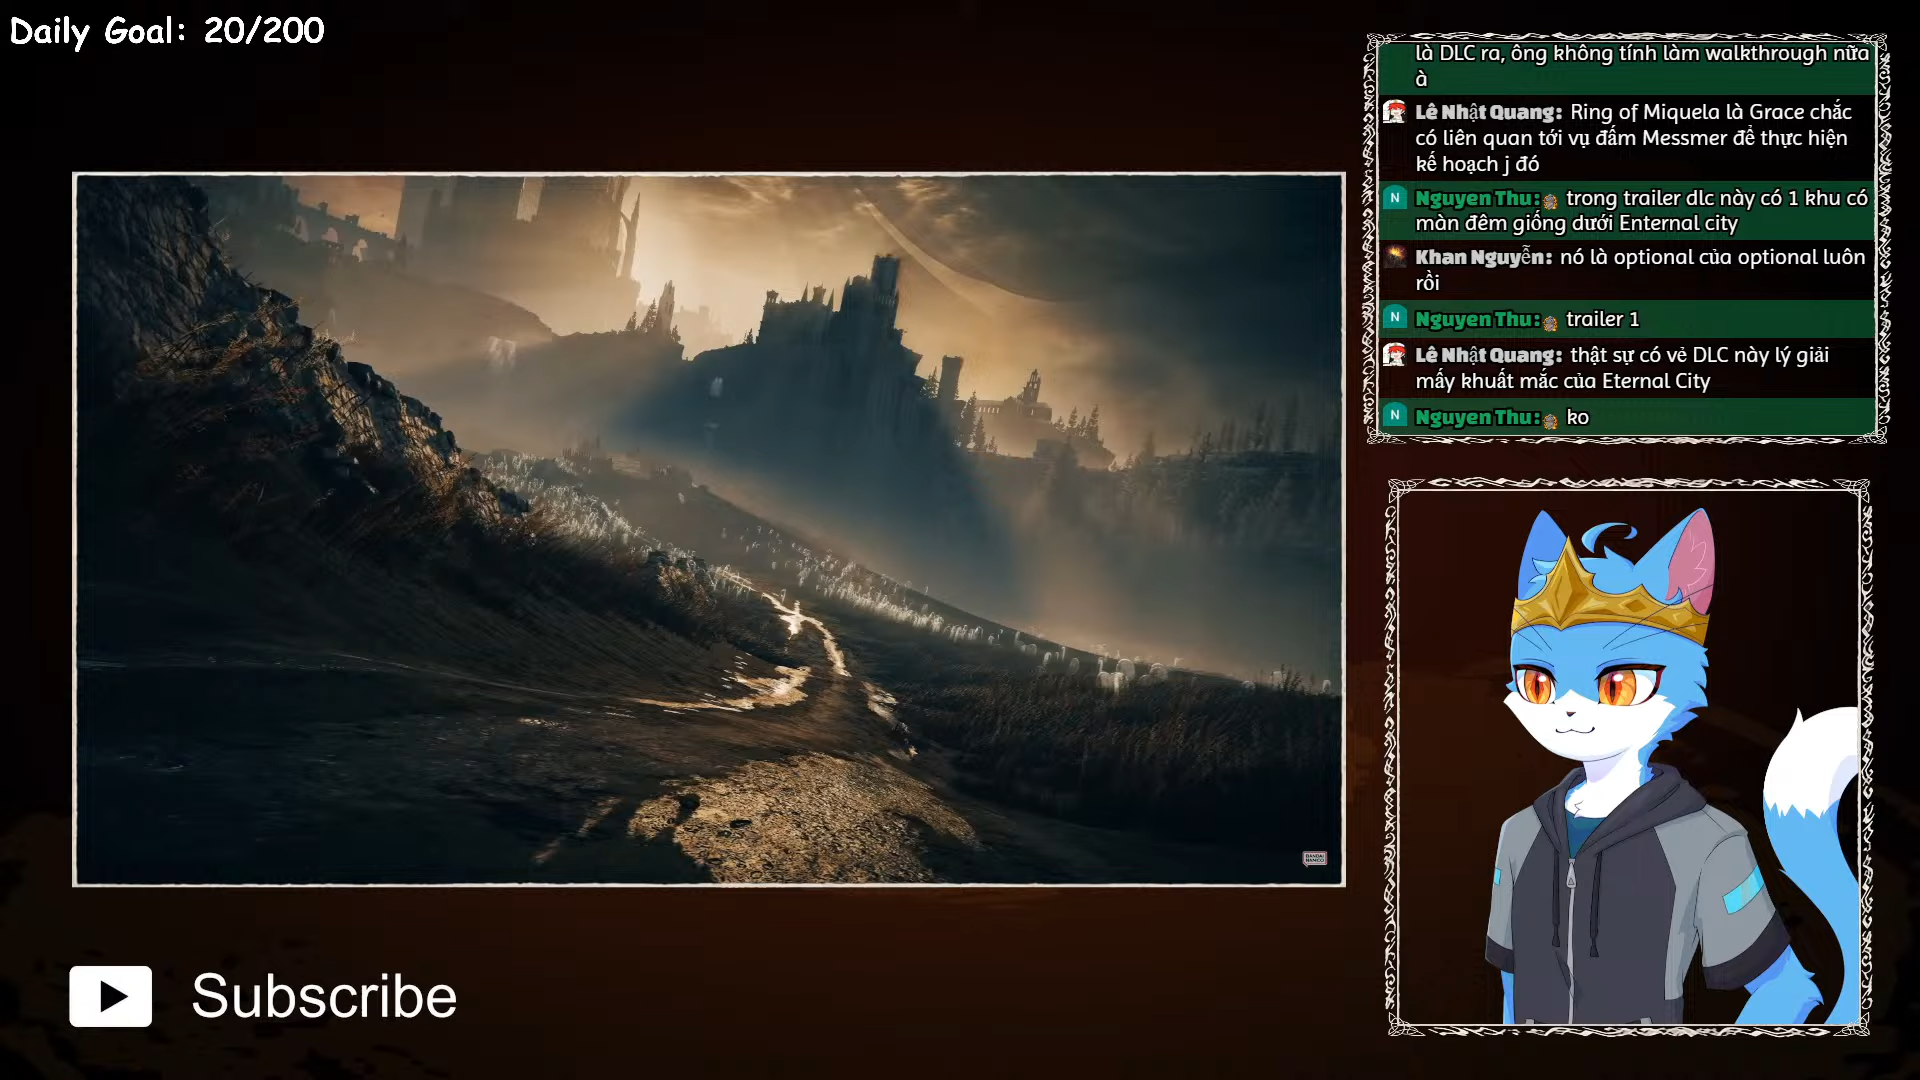 Daily Goal: 20/200
là DLC ra, ông không tính làm walkthrough nữa
à
Lê Nhật Quang: Ring of Miquela là Grace chắc
có liên quan tới vụ đấm Messmer để thực hiện
kế hoạch j đó
N Nguyen Thu: trong trailer dlc này có 1 khu có
màn đêm giống dưới Enternal city
Khan Nguyễn: nó là optional của optional luôn
rồi
N Nguyen Thu: trailer 1
Lê Nhật Quang: thật sự có vẻ DLC này lý giải
mấy khuất mắc của Eternal City
N Nguyen Thu: ko
BANDAI
NAMCO
Subscribe